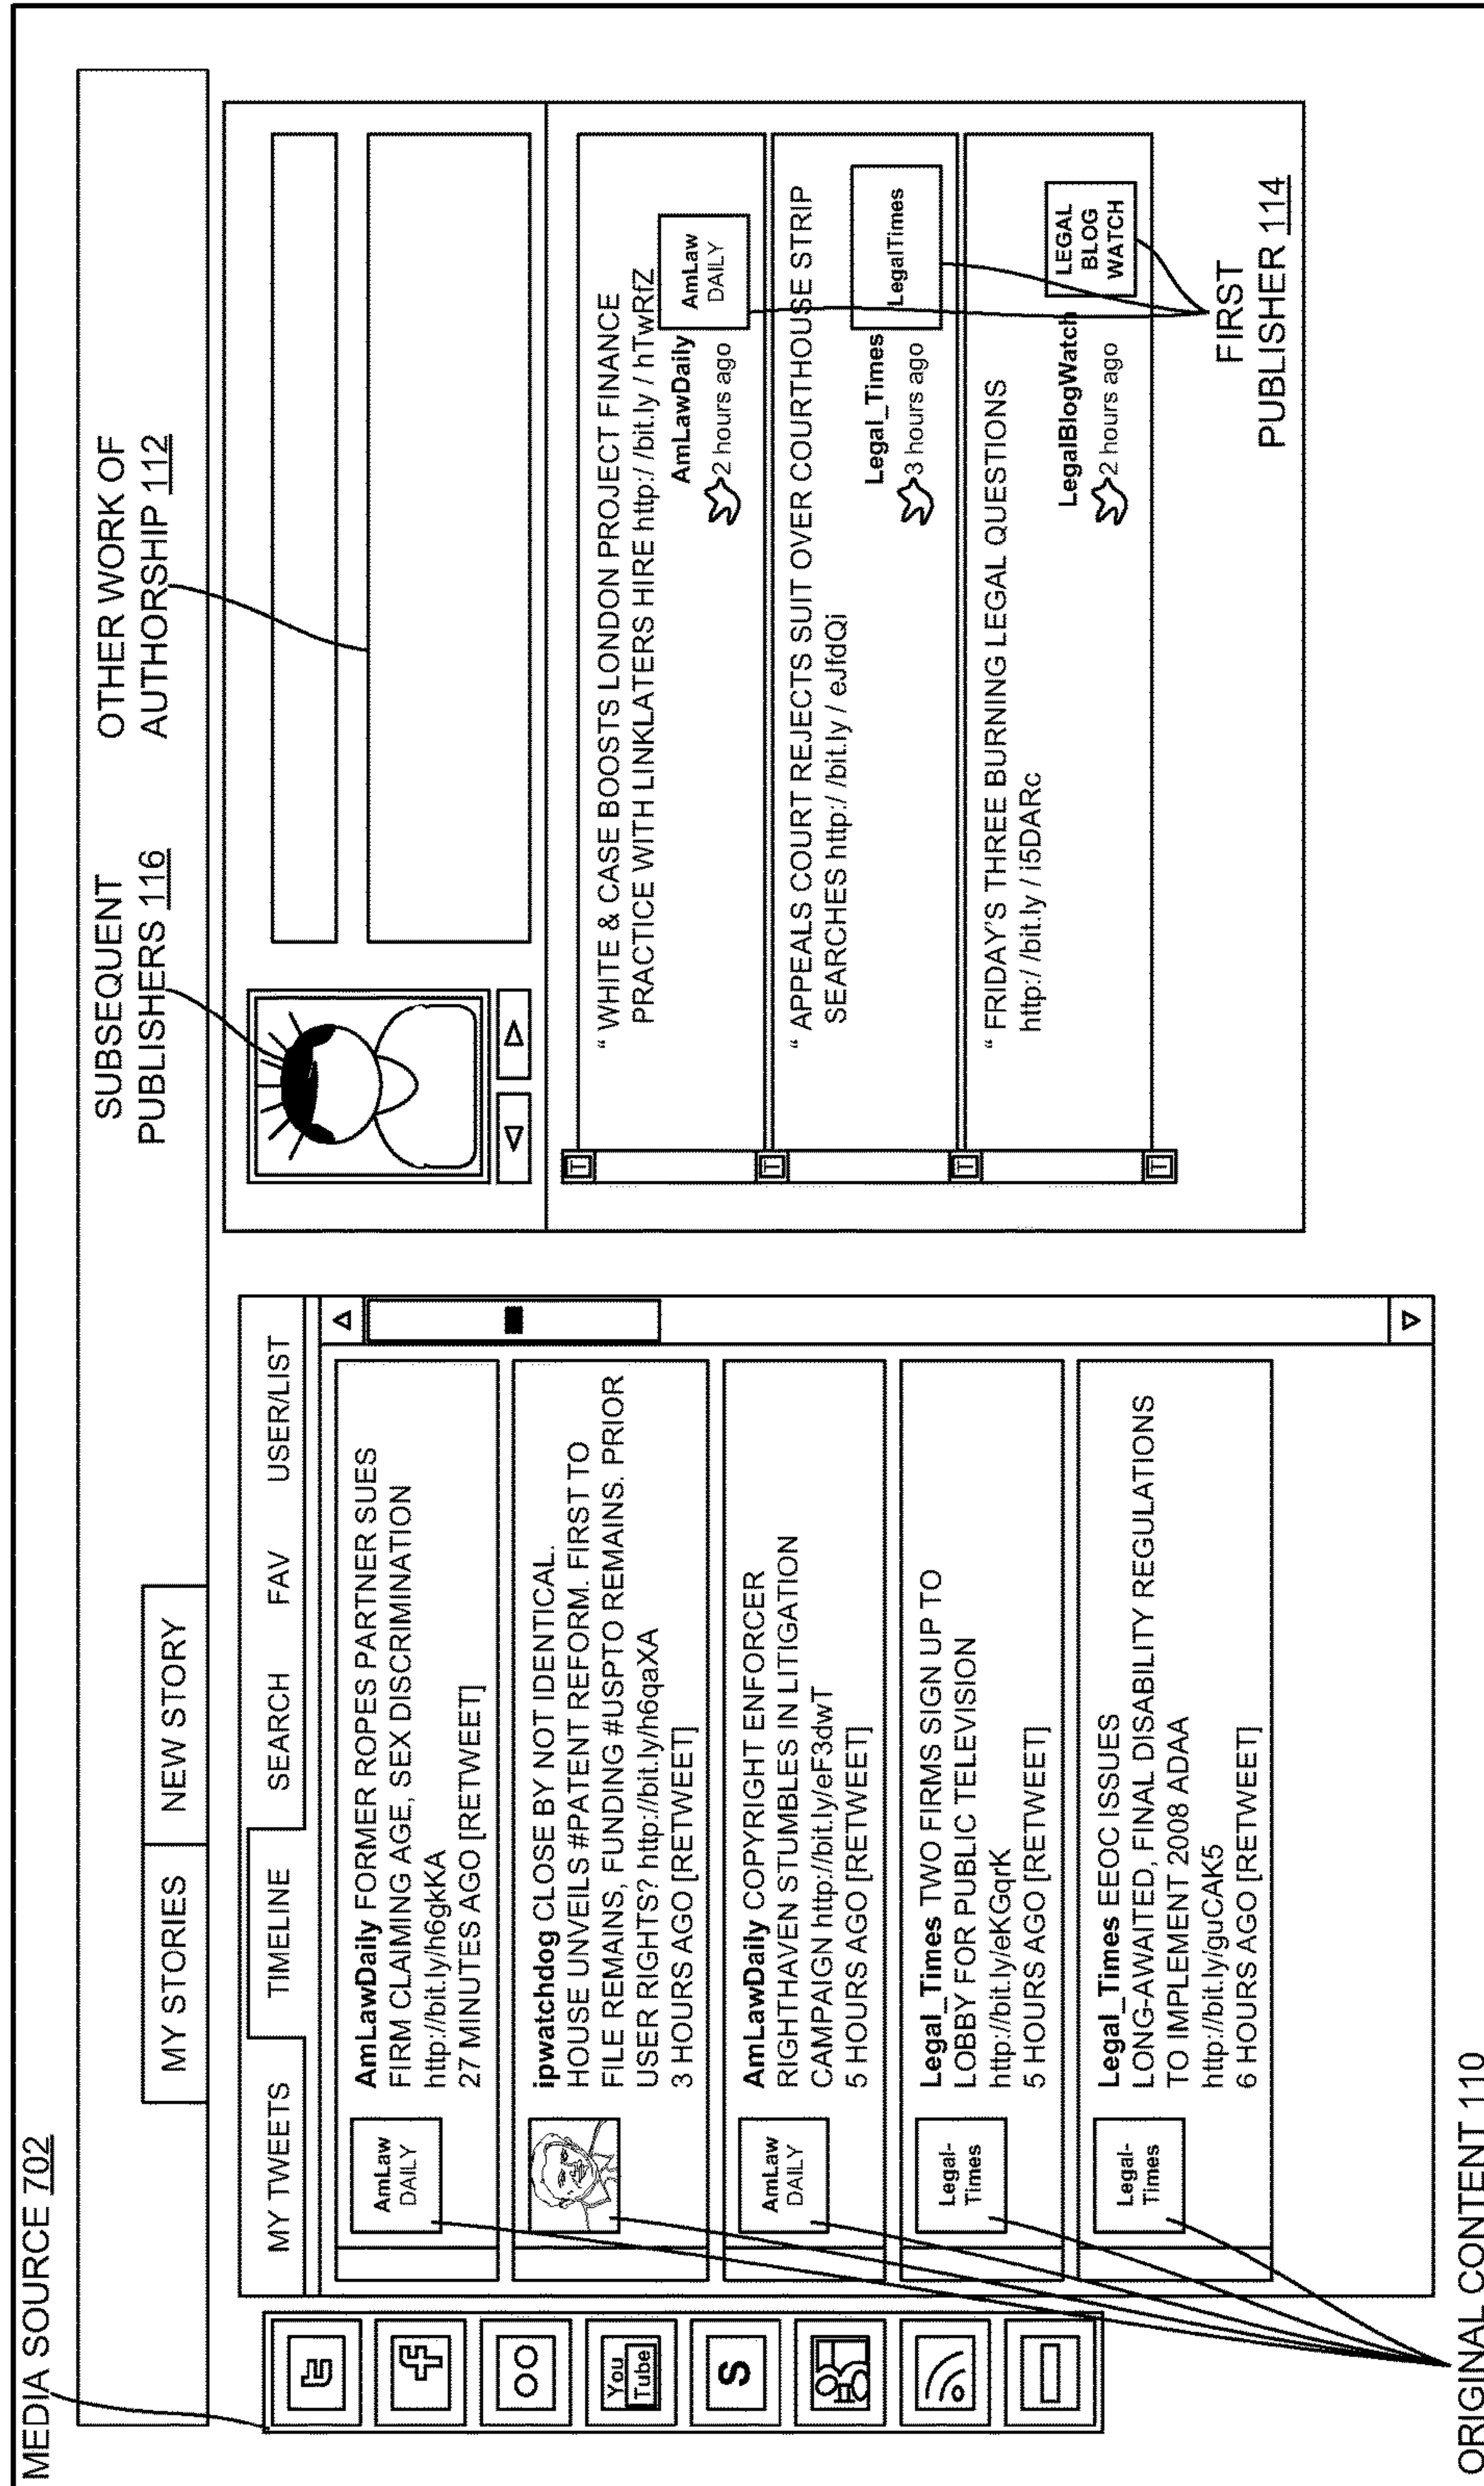 MEDIA SOURCE 702
SUBSEQUENT
PUBLISHERS 116
OTHER WORK OF
AUTHORSHIP 112
MY STORIES
NEW STORY
MY TWEETS
TIMELINE
SEARCH
FAV
USER/LIST
t
f
You
Tube
S
AmLaw
DAILY
AmLawDaily FORMER ROPES PARTNER SUES
FIRM CLAIMING AGE, SEX DISCRIMINATION
http://bit.ly/h6gkKA
27 MINUTES AGO [RETWEET]
ipwatchdog CLOSE BY NOT IDENTICAL.
HOUSE UNVEILS #PATENT REFORM. FIRST TO
FILE REMAINS, FUNDING #USPTO REMAINS. PRIOR
USER RIGHTS? http://bit.ly/h6qaXA
3 HOURS AGO [RETWEET]
AmLaw
DAILY
AmLawDaily COPYRIGHT ENFORCER
RIGHTHAVEN STUMBLES IN LITIGATION
CAMPAIGN http://bit.ly/eF3dwT
5 HOURS AGO [RETWEET]
Legal-
Times
Legal_Times TWO FIRMS SIGN UP TO
LOBBY FOR PUBLIC TELEVISION
http://bit.ly/eKGqrK
5 HOURS AGO [RETWEET]
Legal-
Times
Legal_Times EEOC ISSUES
LONG-AWAITED, FINAL DISABILITY REGULATIONS
TO IMPLEMENT 2008 ADAA
http://bit.ly/guCAK5
6 HOURS AGO [RETWEET]
T
“ WHITE & CASE BOOSTS LONDON PROJECT FINANCE
PRACTICE WITH LINKLATERS HIRE http:/ /bit.ly / hTwRfZ
AmLawDaily
2 hours ago
AmLaw
DAILY
T
“ APPEALS COURT REJECTS SUIT OVER COURTHOUSE STRIP
SEARCHES http:/ /bit.ly / eJfdQi
Legal_Times
3 hours ago
LegalTimes
T
“ FRIDAY'S THREE BURNING LEGAL QUESTIONS
http:/ /bit.ly / i5DARc
LegalBlogWatch
2 hours ago
LEGAL
BLOG
WATCH
T
FIRST
PUBLISHER 114
ORIGINAL CONTENT 110